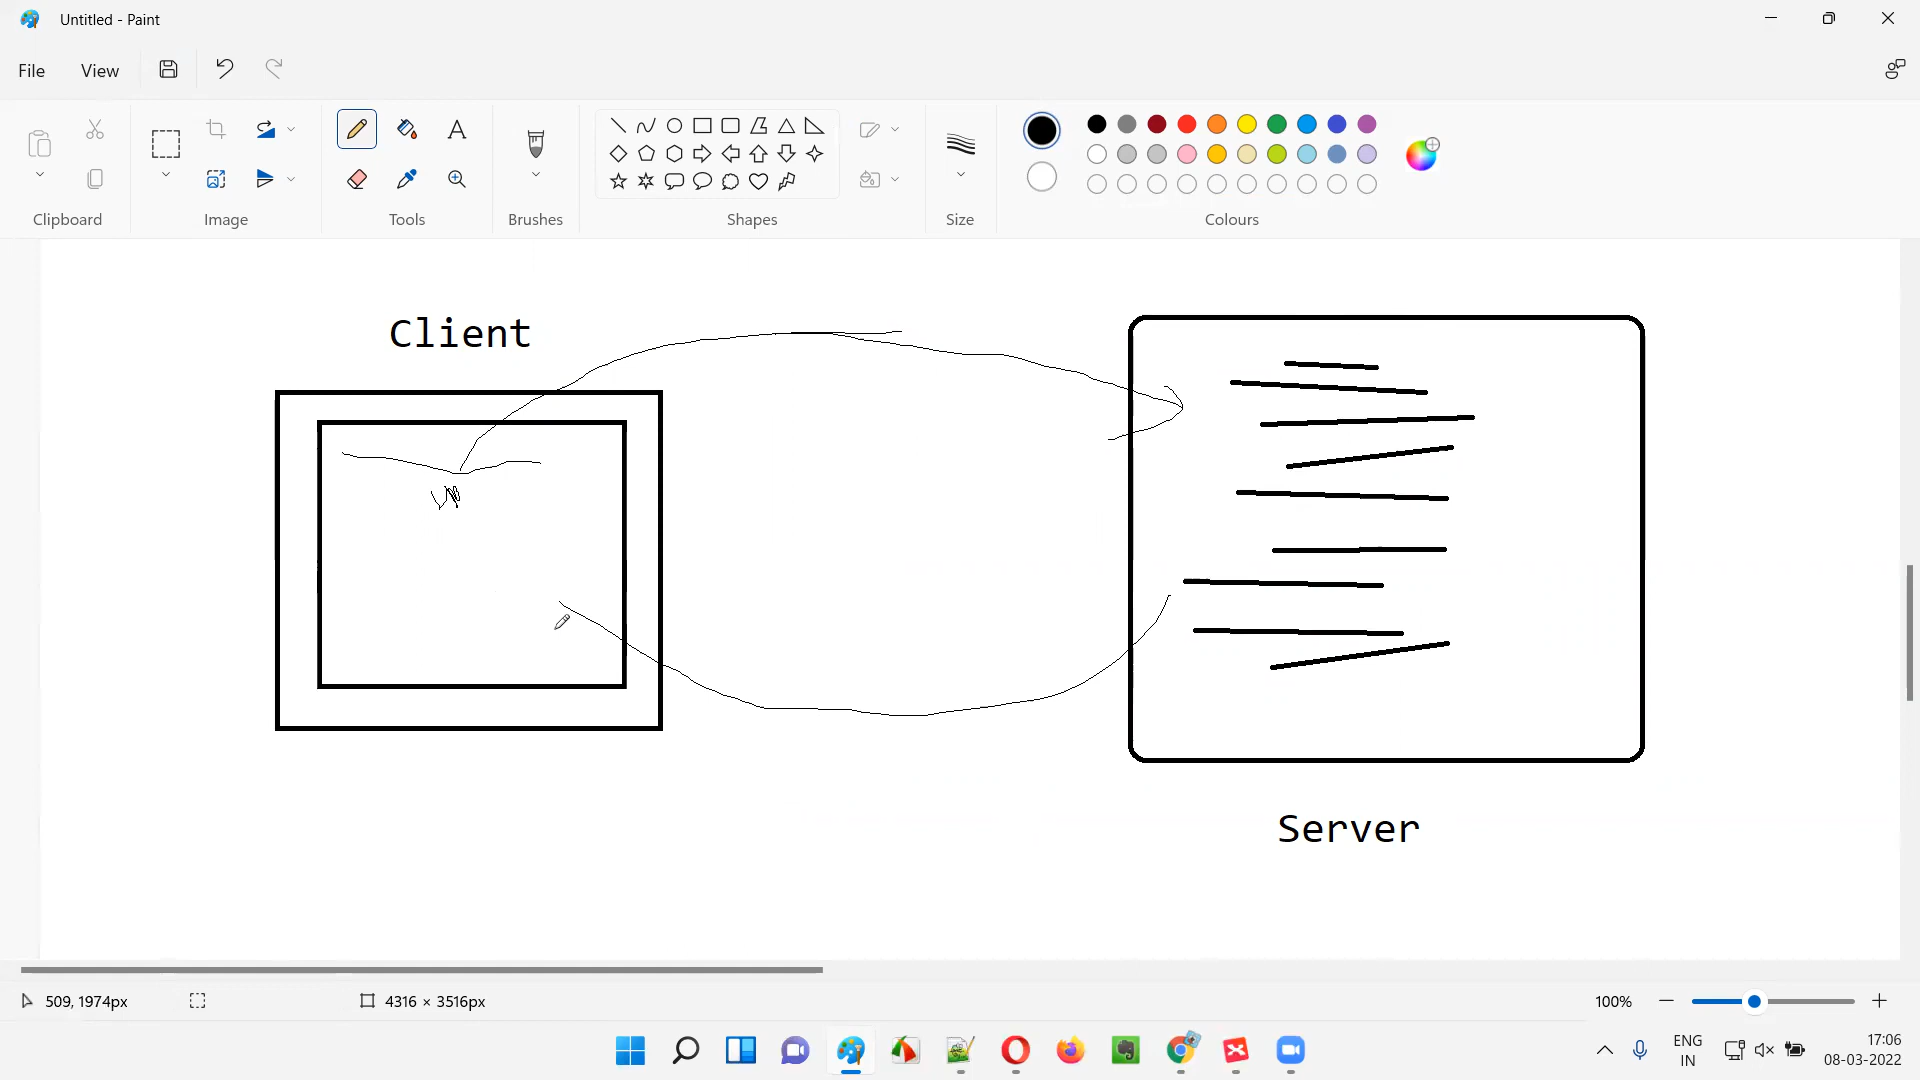 Untitled - Paint
File View
Clipboard Image Tools Brushes Shapes Size Colours
Client
Server
509, 1974px 4316 × 3516px 100%
ENG 17:06
IN 08-03-2022